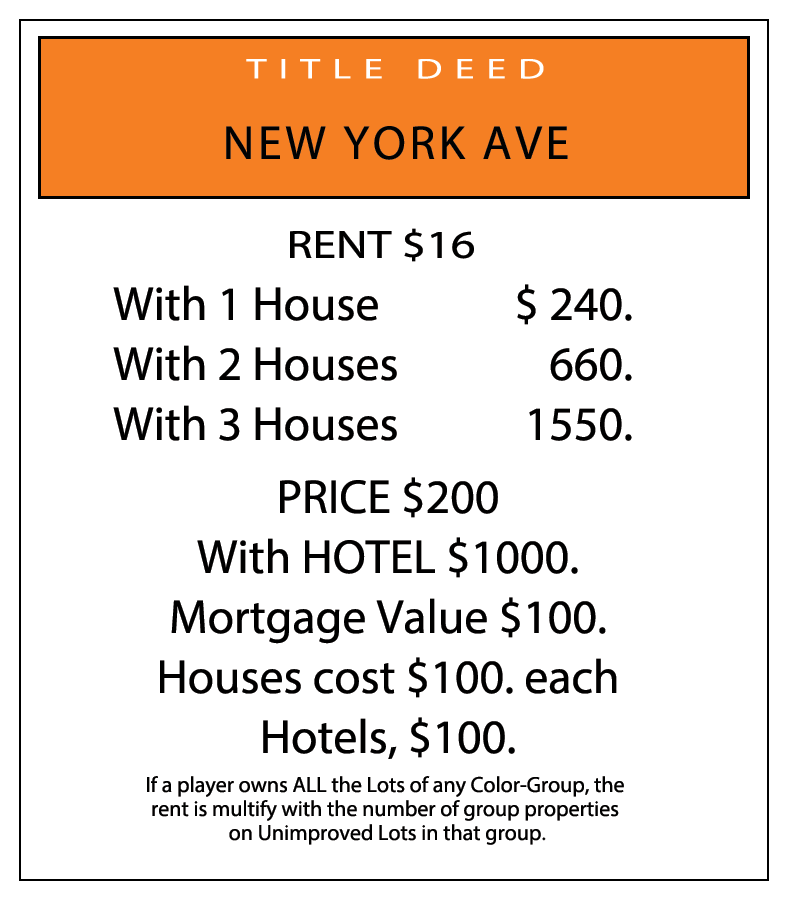 TITLE DEED
NEW YORK AVE
RENT $16
With 1 House $ 240.
With 2 Houses 660.
With 3 Houses 1550.
PRICE $200
With HOTEL $1000.
Mortgage Value $100.
Houses cost $100. each
Hotels, $100.
If a player owns ALL the Lots of any Color-Group, the
rent is multify with the number of group properties
on Unimproved Lots in that group.